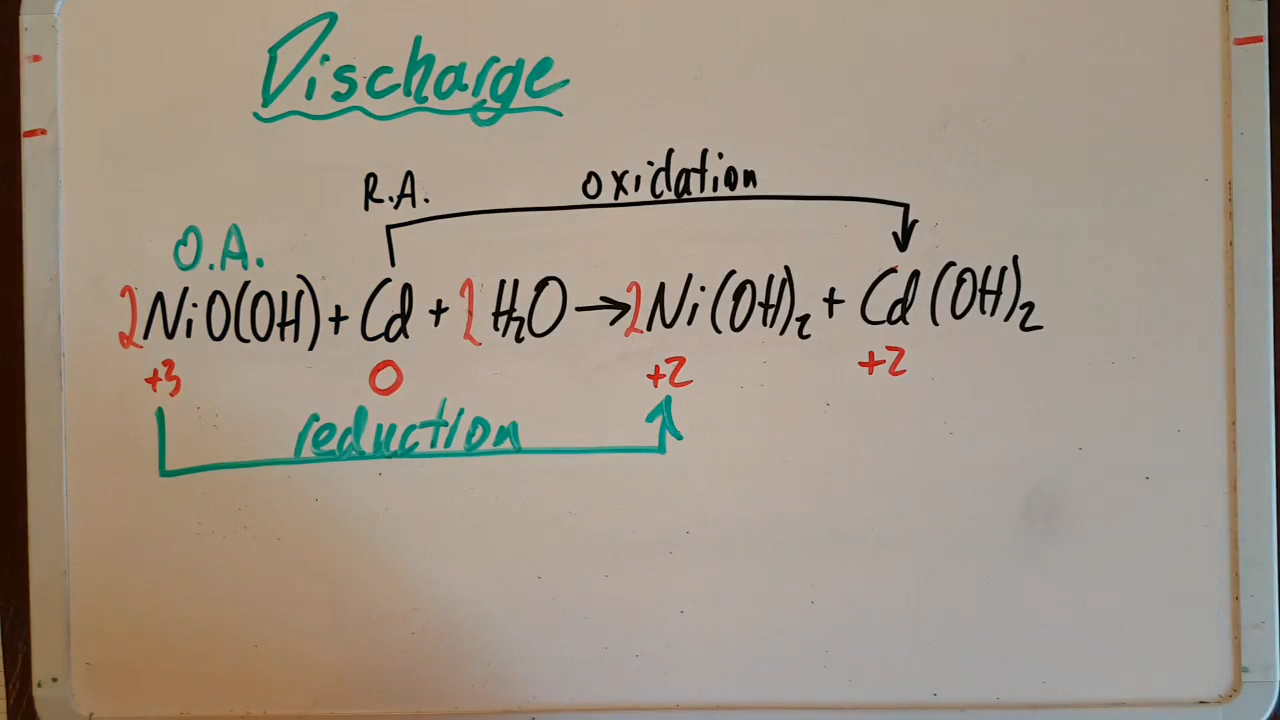 Discharge
R.A. oxidation
O.A.
2NiO(OH) + Cd + 2H₂O → 2Ni(OH)₂ + Cd(OH)₂
+3 0 +2 +2
reduction